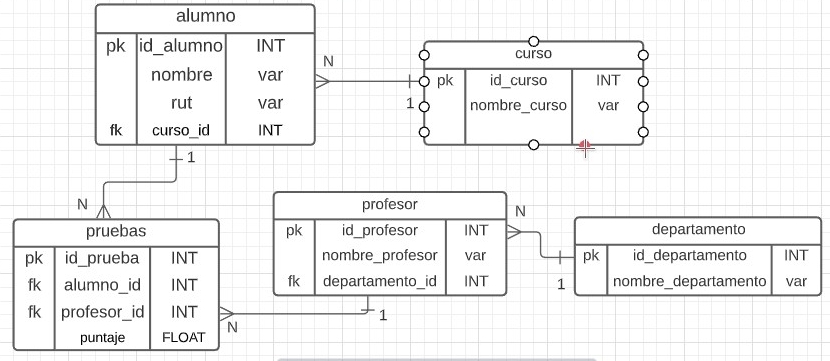 alumno
pk id_alumno INT
nombre var
rut var
fk curso_id INT
N
1
curso
pk id_curso INT
nombre_curso var
1
N
pruebas
pk id_prueba INT
fk alumno_id INT
fk profesor_id INT
puntaje FLOAT
profesor
pk id_profesor INT
nombre_profesor var
fk departamento_id INT
N
1
N
1
departamento
pk id_departamento INT
nombre_departamento var